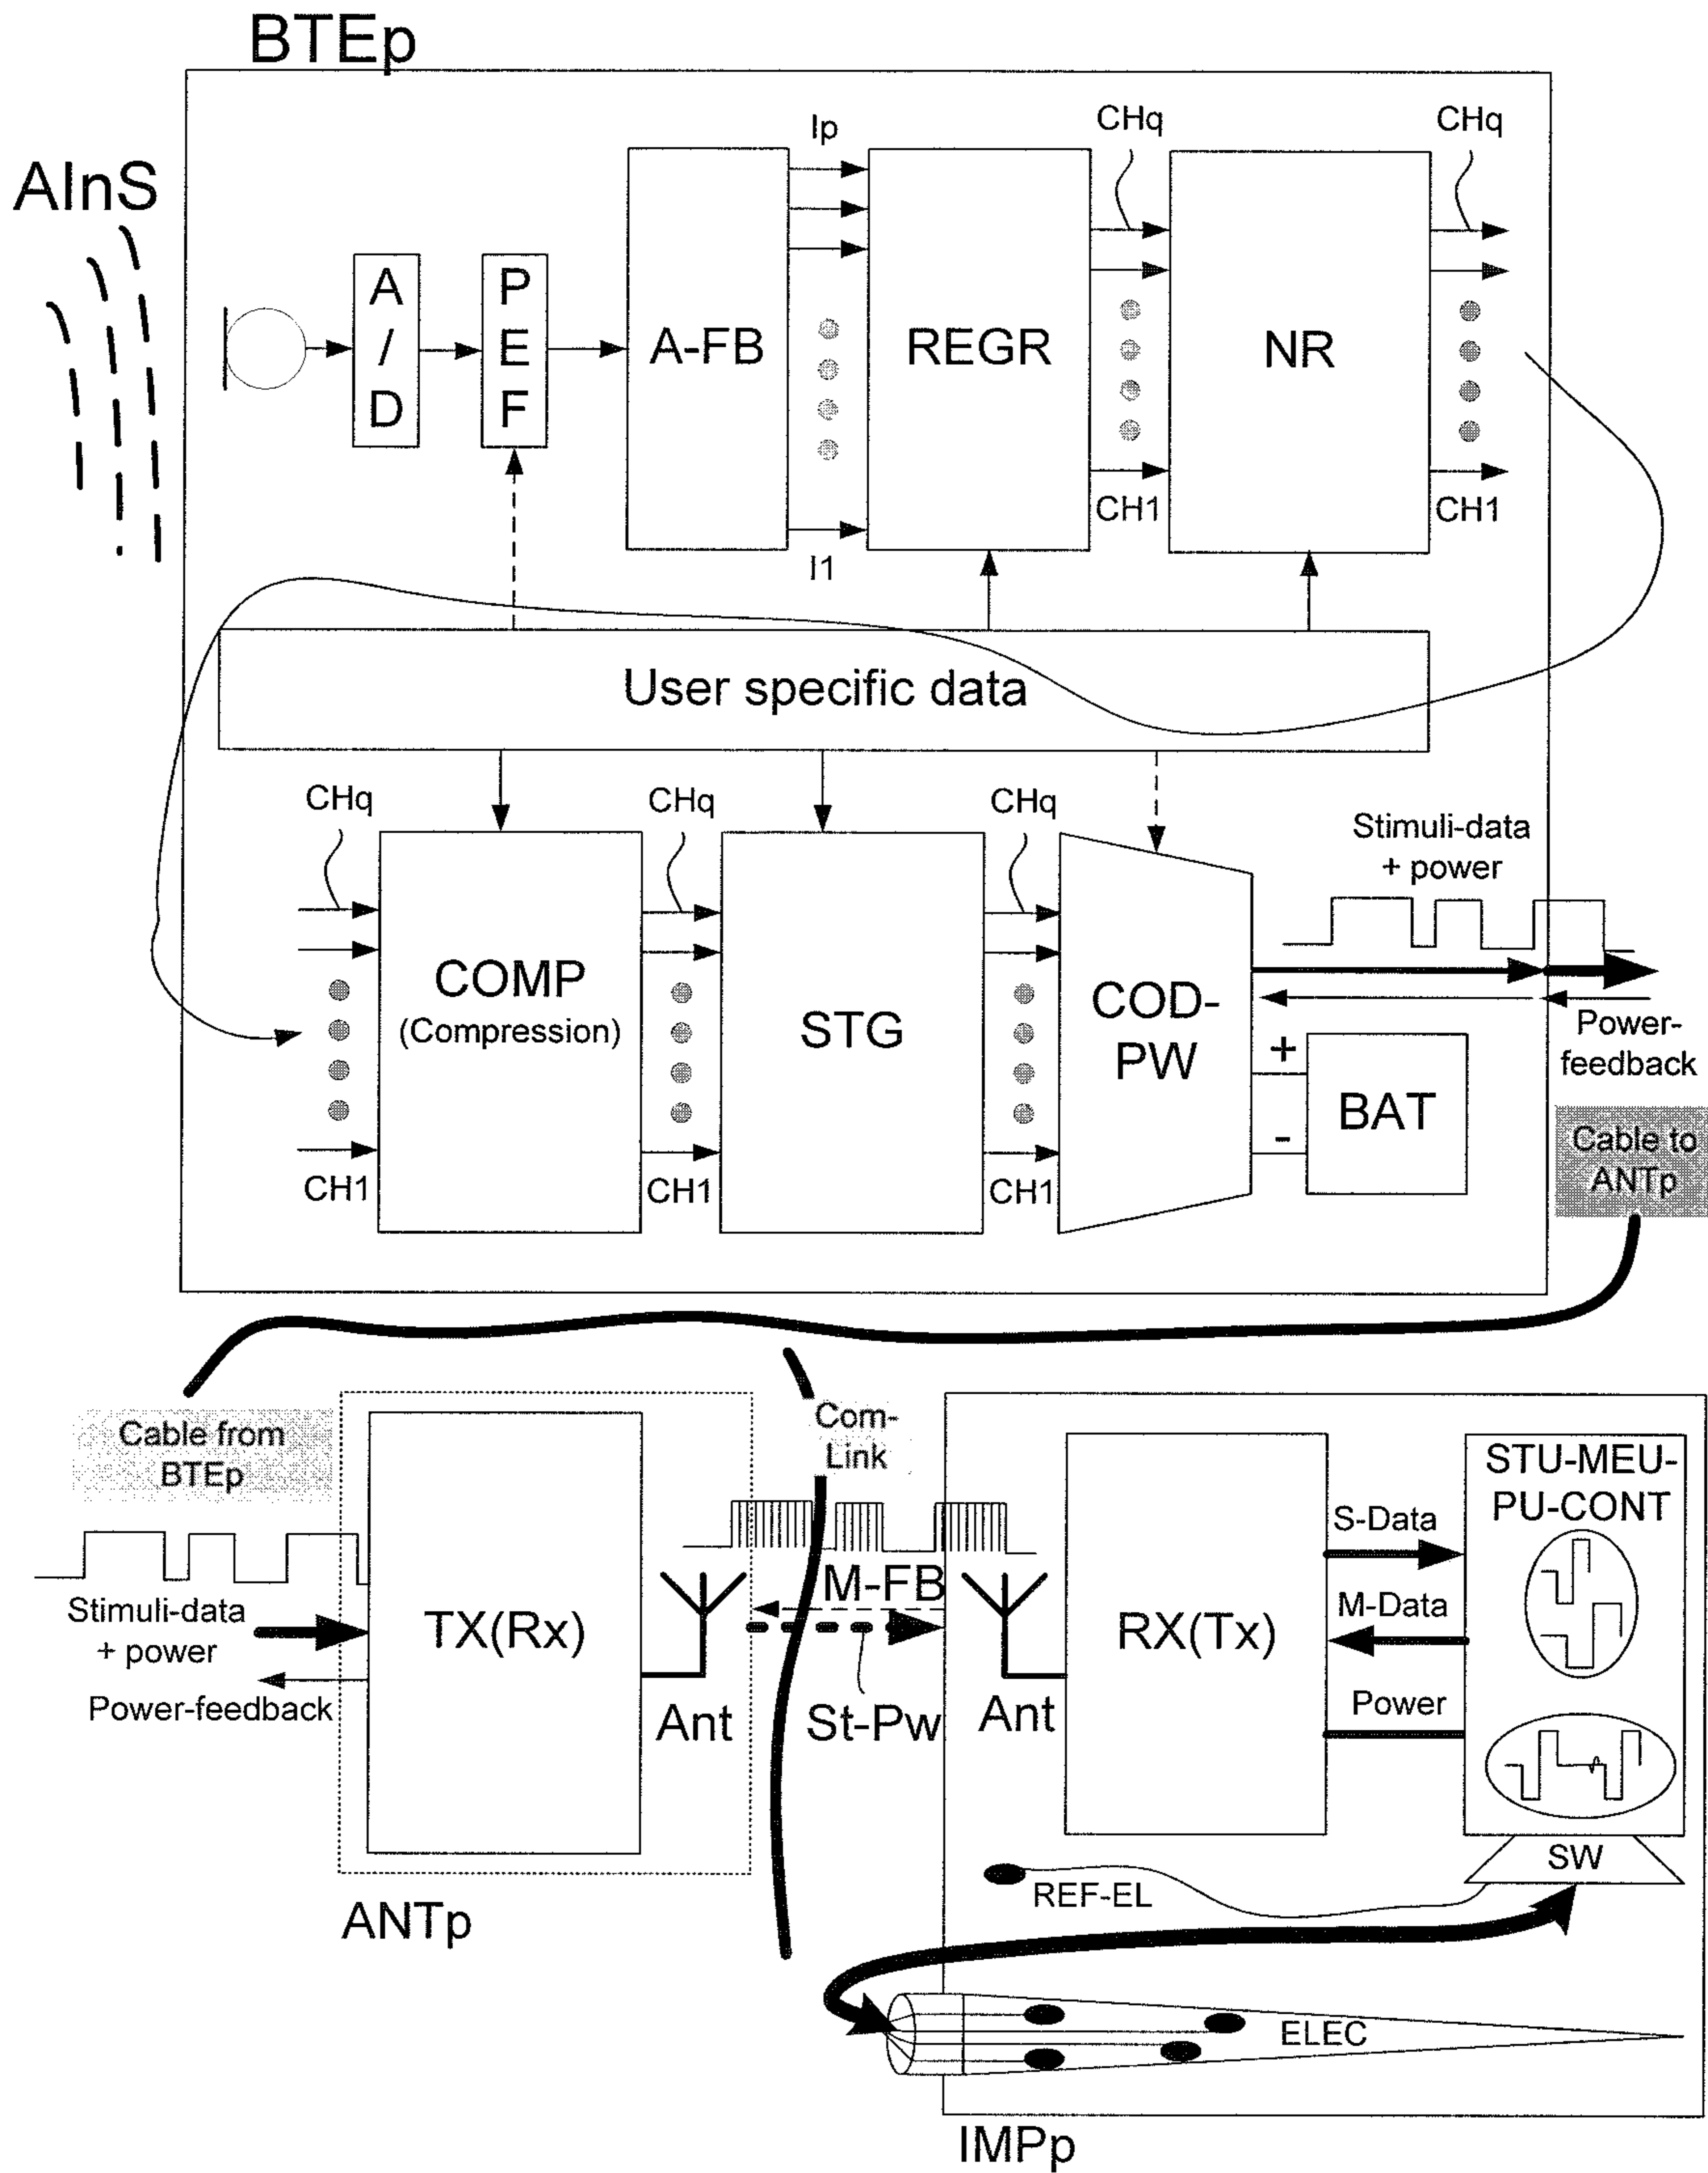 BTEp
AInS
Ip
CHq
CHq
A
/
D
P
E
F
A-FB
REGR
NR
I1
CH1
CH1
User specific data
CHq
CHq
CHq
Stimuli-data
+ power
COMP
(Compression)
STG
COD-
PW
+
-
BAT
Power-
feedback
CH1
CH1
CH1
Cable to
ANTp
Cable from
BTEp
Com-
Link
STU-MEU-
PU-CONT
S-Data
M-Data
Power
Stimuli-data
+ power
Power-feedback
TX(Rx)
M-FB
RX(Tx)
Ant
St-Pw
Ant
SW
REF-EL
ANTp
ELEC
IMPp